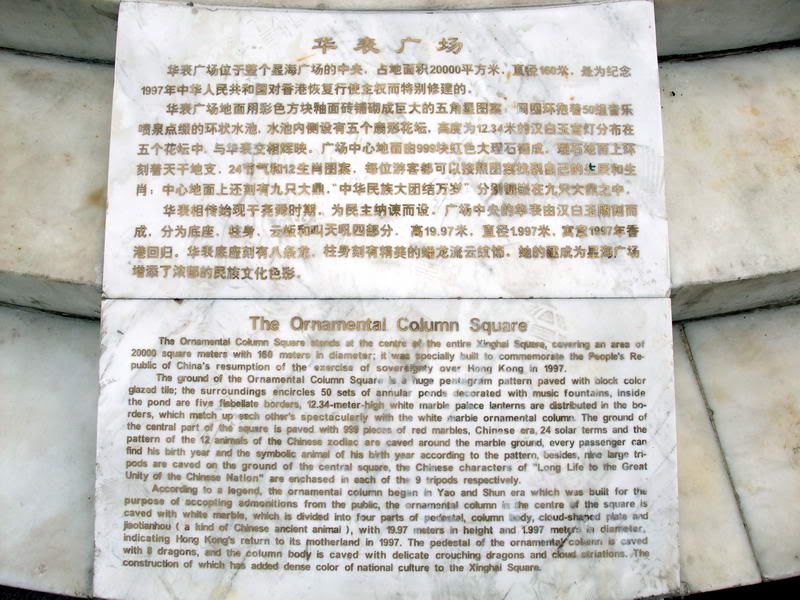 华表广场
华表广场位于整个星海广场的中央，占地面积20000平方米，直径160米，是为纪念
1997年中华人民共和国对香港恢复行使主权而特别修建的。
华表广场地面用彩色方块釉面砖铺砌成巨大的五角星图案，周围环抱着50组音乐
喷泉点缀的环状水池，水池内侧设有五个扇形花坛，高度为12.34米的汉白玉宫灯分布在
五个花坛中，与华表交相辉映。广场中心地面由999块红色大理石铺成，理石地面上环
刻着天干地支，24节气和12生肖图案，每位游客都可以按照图案找到自己的生辰和生
肖；中心地面上还刻有九只大鼎，“中华民族大团结万岁”分别镌嵌在九只大鼎之中。
华表相传始现于尧舜时期，为民主纳谏而设，广场中央的华表由汉白玉雕刻而
成，分为底座，柱身，云板和叫天吼四部分，高19.97米，直径1.997米，寓意1997年香
港回归。华表底座刻有八条龙，柱身刻有精美的蟠龙流云纹饰，她的建成为星海广场
增添了浓郁的民族文化色彩。
The Ornamental Column Square
The Ornamental Column Square stands at the centre of the entire Xinghai Square, covering an area of
20000 square meters with 160 meters in diameter; it was specially built to commemorate the People's Re-
public of China's resumption of the exercise of sovereignty over Hong Kong in 1997.
The ground of the Ornamental Column Square is a huge pentagram pattern paved with block color
glazed tile; the surroundings encircles 50 sets of annular ponds decorated with music fountains, inside
the pond are five flabellate borders, 12.34-meter-high white marble palace lanterns are distributed in the bo-
rders, which match up each other's spectacularly with the white marble ornamental column. The ground of
the central part of the square is paved with 999 pieces of red marbles, Chinese era, 24 solar terms and the
pattern of the 12 animals of the Chinese zodiac are caved around the marble ground, every passenger can
find his birth year and the symbolic animal of his birth year according to the pattern, besides, nine large tri-
pods are caved on the ground of the central square, the Chinese characters of "Long Life to the Great
Unity of the Chinese Nation" are enchased in each of the 9 tripods respectively.
According to a legend, the ornamental column began in Yao and Shun era which was built for the
purpose of accopting admonitions from the public, the ornamental column in the centre of the square is
caved with white marble, which is divided into four parts of pedestal, column body, cloud-shaped plate and
jiaotianhou ( a kind of Chinese ancient animal ), with 19.97 meters in height and 1.997 meters in diameter,
indicating Hong Kong's return to its motherland in 1997. The pedestal of the ornamental column is caved
with 8 dragons, and the column body is caved with delicate crouching dragons and cloud striations. The
construction of which has added dense color of national culture to the Xinghai Square.